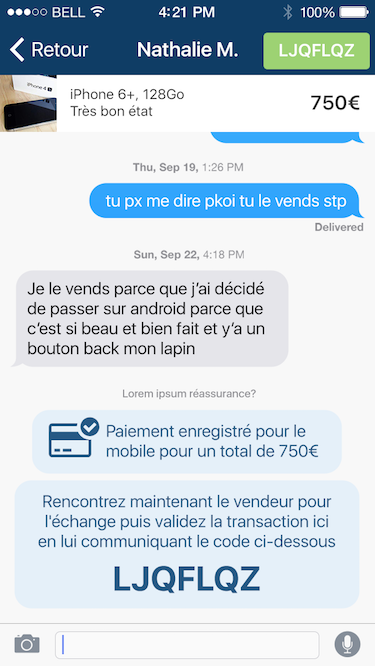 BELL 4:21 PM 100%
Retour Nathalie M. LJQFLQZ
iPhone 4s
iPhone 6+, 128Go
Très bon état
750€
Thu, Sep 19, 1:26 PM
tu px me dire pkoi tu le vends stp
Delivered
Sun, Sep 22, 4:18 PM
Je le vends parce que j’ai décidé
de passer sur android parce que
c’est si beau et bien fait et y’a un
bouton back mon lapin
Lorem ipsum réassurance?
Paiement enregistré pour le
mobile pour un total de 750€
Rencontrez maintenant le vendeur pour
l'échange puis validez la transaction ici
en lui communiquant le code ci-dessous
LJQFLQZ